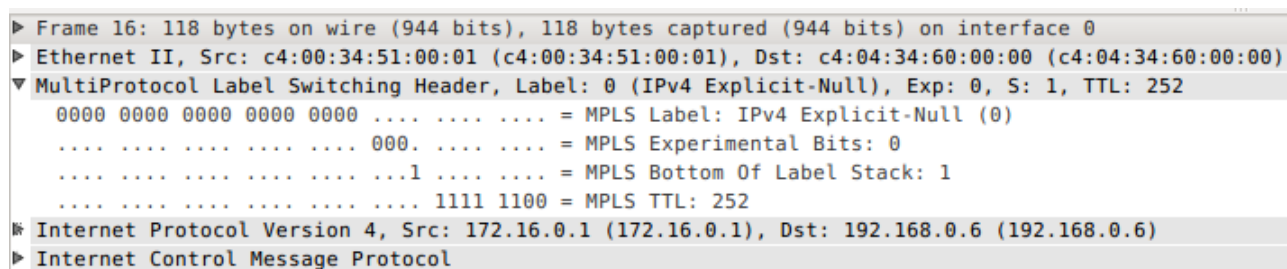 Frame 16: 118 bytes on wire (944 bits), 118 bytes captured (944 bits) on interface 0
Ethernet II, Src: c4:00:34:51:00:01 (c4:00:34:51:00:01), Dst: c4:04:34:60:00:00 (c4:04:34:60:00:00)
MultiProtocol Label Switching Header, Label: 0 (IPv4 Explicit-Null), Exp: 0, S: 1, TTL: 252
0000 0000 0000 0000 0000 .... .... .... = MPLS Label: IPv4 Explicit-Null (0)
.... .... .... .... .... 000. .... .... = MPLS Experimental Bits: 0
.... .... .... .... .... ...1 .... .... = MPLS Bottom Of Label Stack: 1
.... .... .... .... .... .... 1111 1100 = MPLS TTL: 252
Internet Protocol Version 4, Src: 172.16.0.1 (172.16.0.1), Dst: 192.168.0.6 (192.168.0.6)
Internet Control Message Protocol